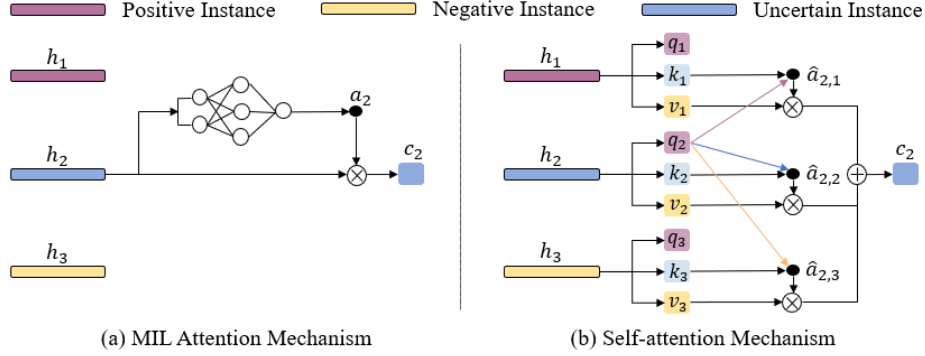 Positive Instance
Negative Instance
Uncertain Instance
h₁
h₂
h₃
a₂
c₂
(a) MIL Attention Mechanism
h₁
q₁
k₁
v₁
â₂,₁
h₂
q₂
k₂
v₂
â₂,₂
c₂
h₃
q₃
k₃
v₃
â₂,₃
(b) Self-attention Mechanism